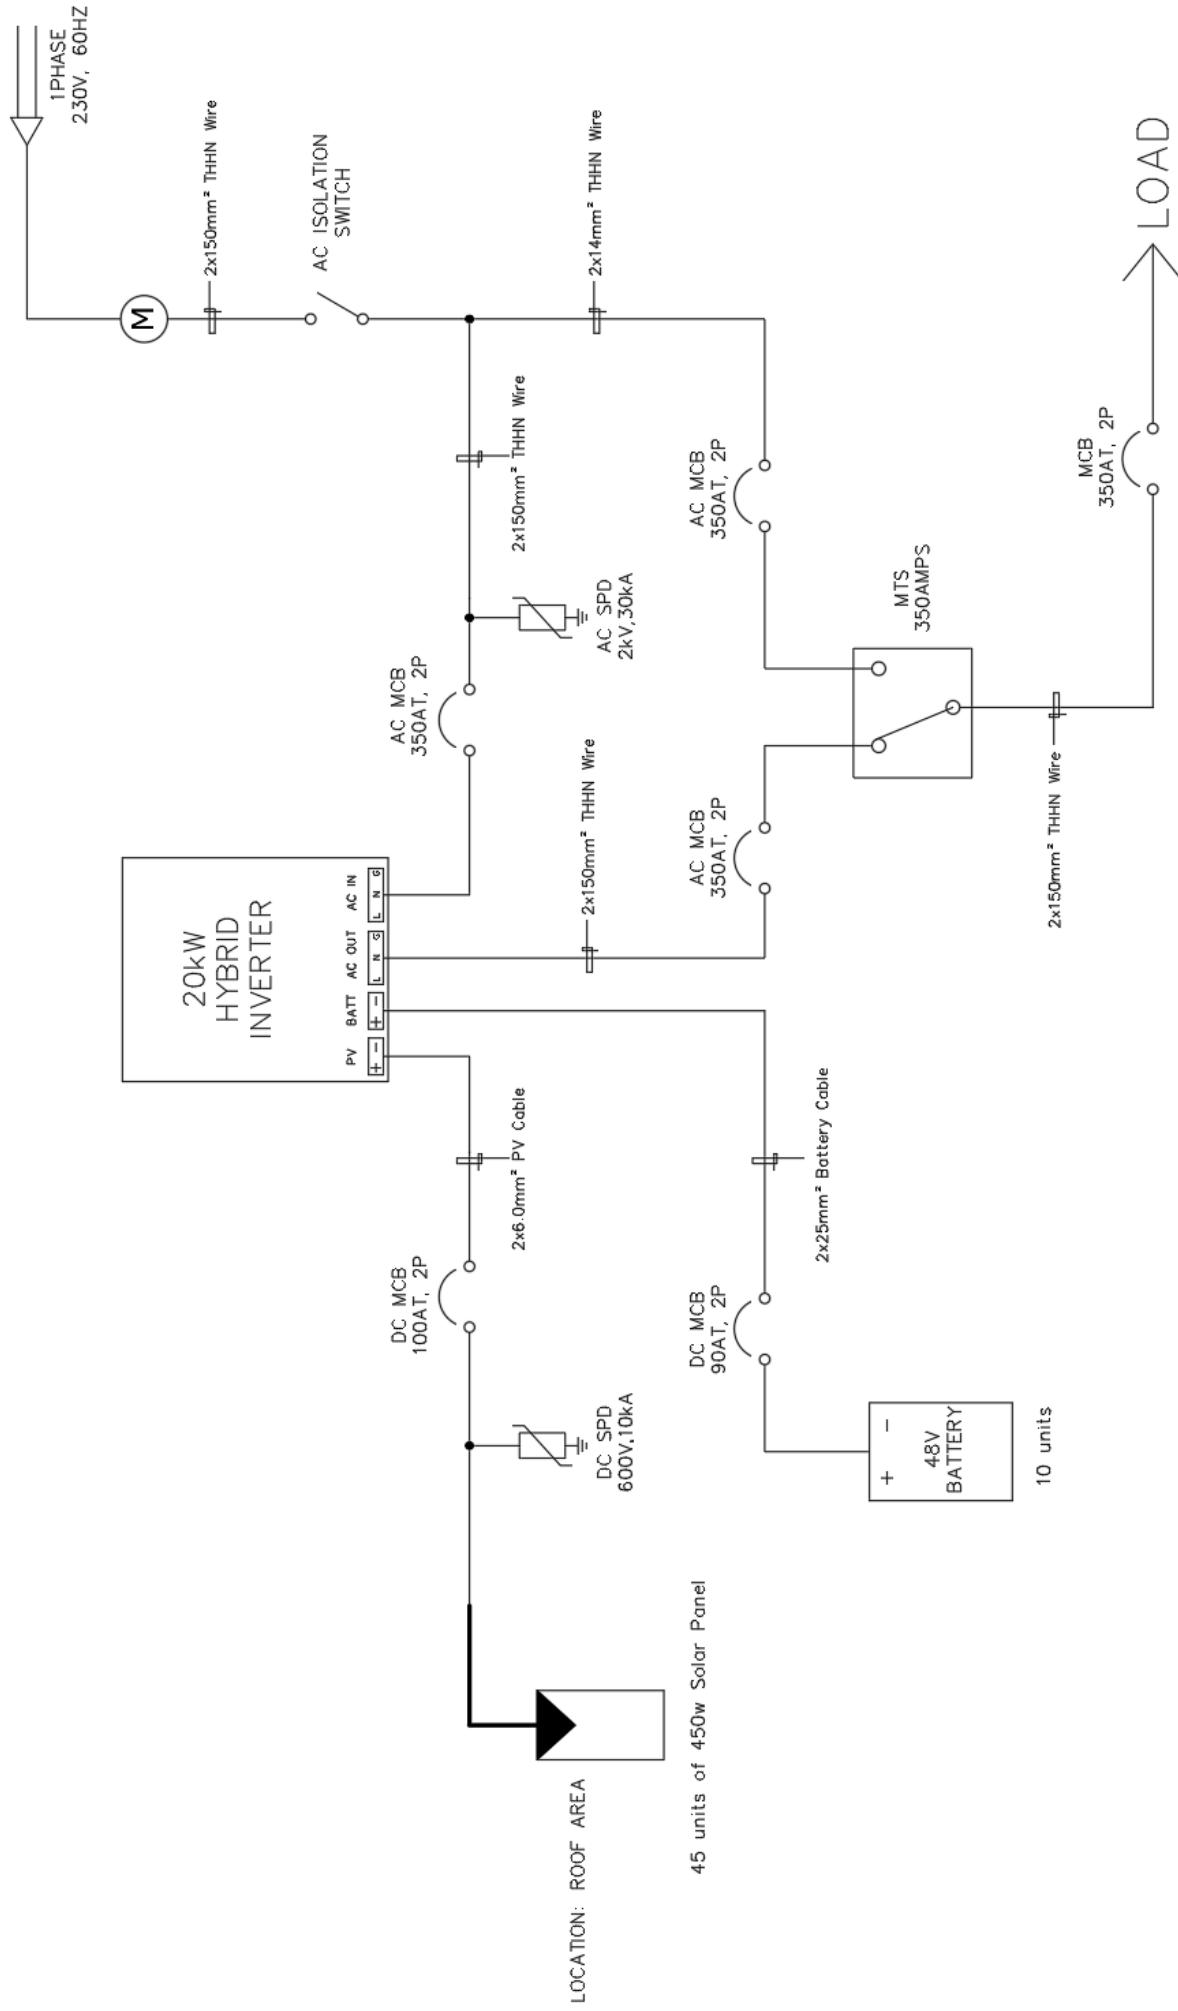 LOCATION: ROOF AREA
45 units of 450w Solar Panel
DC SPD
600V,10kA
DC MCB
100AT, 2P
2x6.0mm² PV Cable
48V
BATTERY
+ -
10 units
DC MCB
90AT, 2P
2x25mm² Battery Cable
20kW
HYBRID
INVERTER
PV
BATT
AC OUT
AC IN
+ -
+ -
L N G
L N G
2x150mm² THHN Wire
AC MCB
350AT, 2P
AC MCB
350AT, 2P
AC SPD
2kV,30kA
2x150mm² THHN Wire
MTS
350AMPS
2x150mm² THHN Wire
AC MCB
350AT, 2P
2x14mm² THHN Wire
MCB
350AT, 2P
LOAD
AC ISOLATION
SWITCH
2x150mm² THHN Wire
M
1PHASE
230V, 60HZ